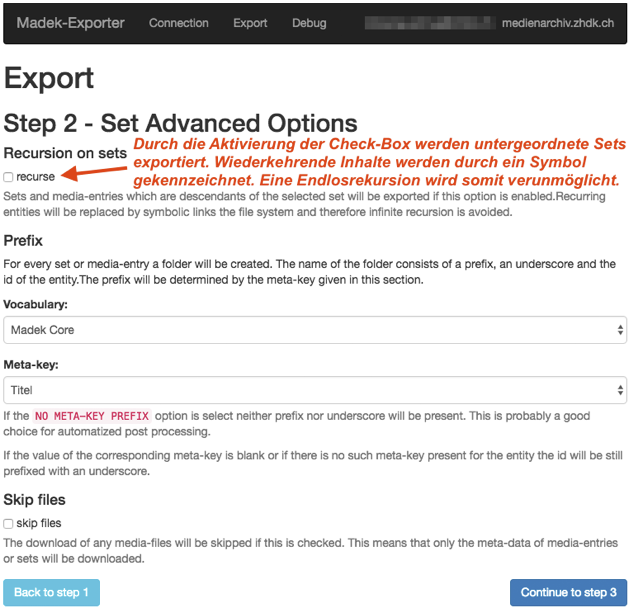 Madek-Exporter Connection Export Debug medienarchiv.zhdk.ch
Export
Step 2 - Set Advanced Options
Durch die Aktivierung der Check-Box werden untergeordnete Sets
Recursion on sets
exportiert. Wiederkehrende Inhalte werden durch ein Symbol
recurse
gekennzeichnet. Eine Endlosrekursion wird somit verunmöglicht.
Sets and media-entries which are descendants of the selected set will be exported if this option is enabled.Recurring
entities will be replaced by symbolic links the file system and therefore infinite recursion is avoided.
Prefix
For every set or media-entry a folder will be created. The name of the folder consists of a prefix, an underscore and the
id of the entity.The prefix will be determined by the meta-key given in this section.
Vocabulary:
Madek Core
Meta-key:
Titel
If the NO META-KEY PREFIX option is select neither prefix nor underscore will be present. This is probably a good
choice for automatized post processing.
If the value of the corresponding meta-key is blank or if there is no such meta-key present for the entity the id will be still
prefixed with an underscore.
Skip files
skip files
The download of any media-files will be skipped if this is checked. This means that only the meta-data of media-entries
or sets will be downloaded.
Back to step 1 Continue to step 3